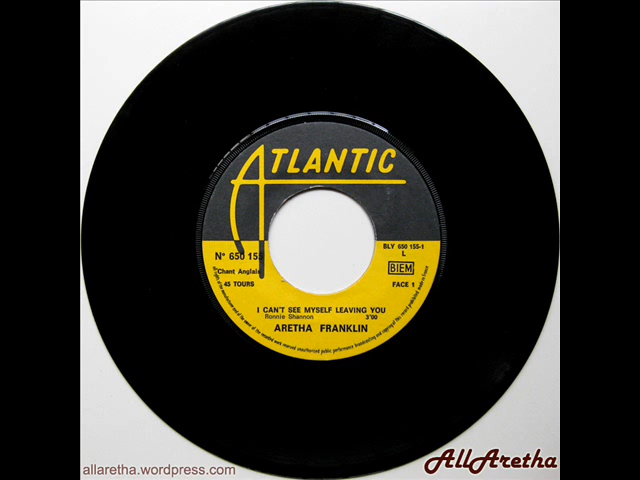 ATLANTIC
N° 650 155
BLY 650 155-1
L
Chant Anglais
BIEM
45 TOURS
FACE 1
I CAN'T SEE MYSELF LEAVING YOU
Ronnie Shannon 3'00
ARETHA FRANKLIN
allaretha.wordpress.com
AllAretha